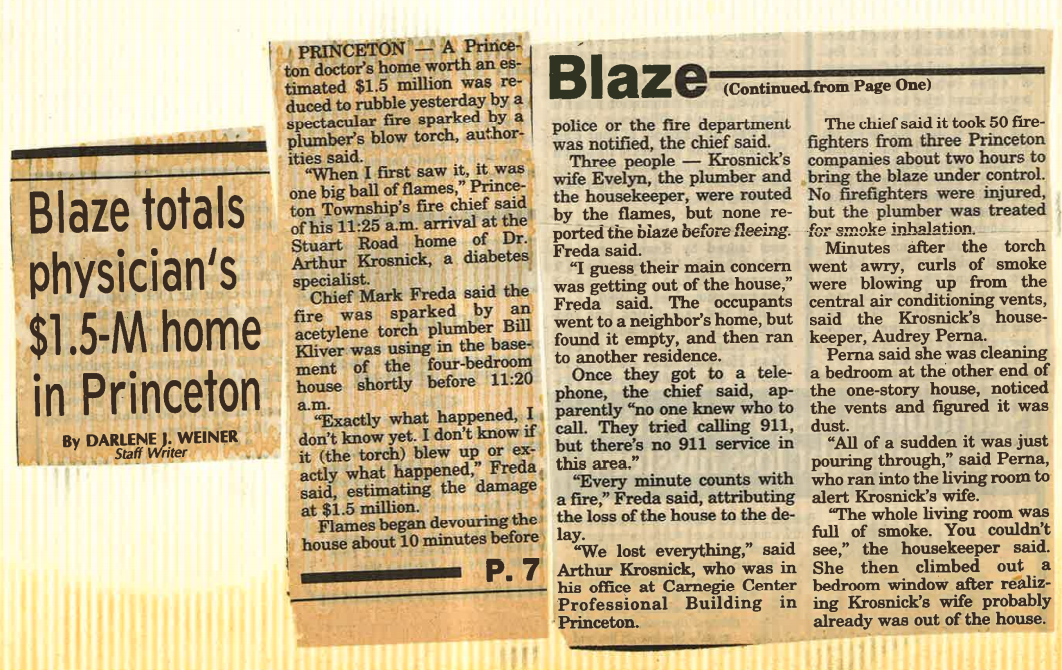 Blaze totals
physician's
$1.5-M home
in Princeton
By DARLENE J. WEINER
Staff Writer
PRINCETON — A Prince-
ton doctor's home worth an es-
timated $1.5 million was re-
duced to rubble yesterday by a
spectacular fire sparked by a
plumber's blow torch, author-
ities said.
"When I first saw it, it was
one big ball of flames," Prince-
ton Township's fire chief said
of his 11:25 a.m. arrival at the
Stuart Road home of Dr.
Arthur Krosnick, a diabetes
specialist.
Chief Mark Freda said the
fire was sparked by an
acetylene torch plumber Bill
Kliver was using in the base-
ment of the four-bedroom
house shortly before 11:20
a.m.
"Exactly what happened, I
don't know yet. I don't know if
it (the torch) blew up or ex-
actly what happened," Freda
said, estimating the damage
at $1.5 million.
Flames began devouring the
house about 10 minutes before
P. 7
Blaze
(Continued from Page One)
police or the fire department
was notified, the chief said.
Three people — Krosnick's
wife Evelyn, the plumber and
the housekeeper, were routed
by the flames, but none re-
ported the blaze before fleeing.
Freda said.
"I guess their main concern
was getting out of the house,"
Freda said. The occupants
went to a neighbor's home, but
found it empty, and then ran
to another residence.
Once they got to a tele-
phone, the chief said, ap-
parently "no one knew who to
call. They tried calling 911,
but there's no 911 service in
this area."
"Every minute counts with
a fire," Freda said, attributing
the loss of the house to the de-
lay.
"We lost everything," said
Arthur Krosnick, who was in
his office at Carnegie Center
Professional Building in
Princeton.
The chief said it took 50 fire-
fighters from three Princeton
companies about two hours to
bring the blaze under control.
No firefighters were injured,
but the plumber was treated
for smoke inhalation.
Minutes after the torch
went awry, curls of smoke
were blowing up from the
central air conditioning vents,
said the Krosnick's house-
keeper, Audrey Perna.
Perna said she was cleaning
a bedroom at the other end of
the one-story house, noticed
the vents and figured it was
dust.
"All of a sudden it was just
pouring through," said Perna,
who ran into the living room to
alert Krosnick's wife.
"The whole living room was
full of smoke. You couldn't
see," the housekeeper said.
She then climbed out a
bedroom window after realiz-
ing Krosnick's wife probably
already was out of the house.